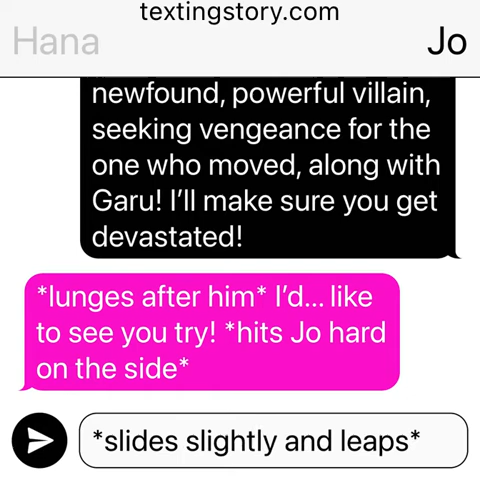 textingstory.com
Hana
Jo
newfound, powerful villain,
seeking vengeance for the
one who moved, along with
Garu! I’ll make sure you get
devastated!
*lunges after him* I’d... like
to see you try! *hits Jo hard
on the side*
*slides slightly and leaps*